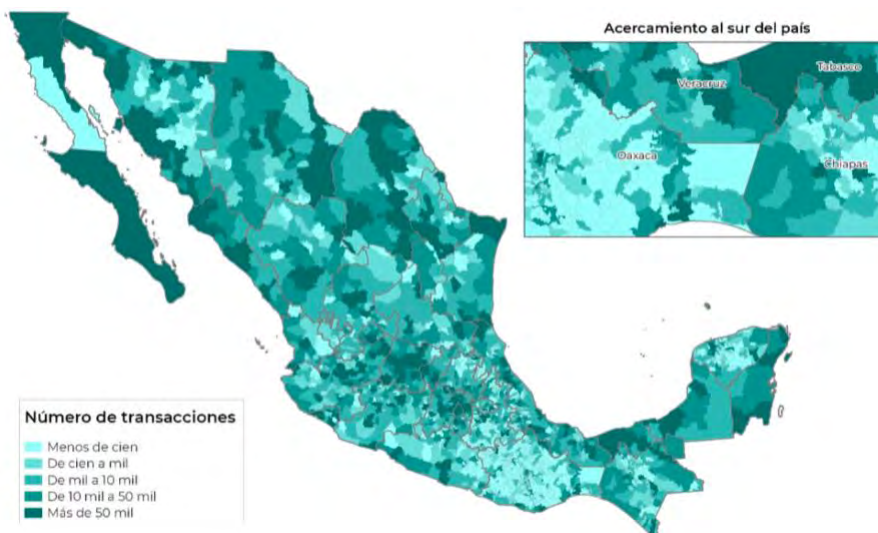 Acercamiento al sur del país
Tabasco
Veracruz
Oaxaca
Chiapas
Número de transacciones
Menos de cien
De cien a mil
De mil a 10 mil
De 10 mil a 50 mil
Más de 50 mil